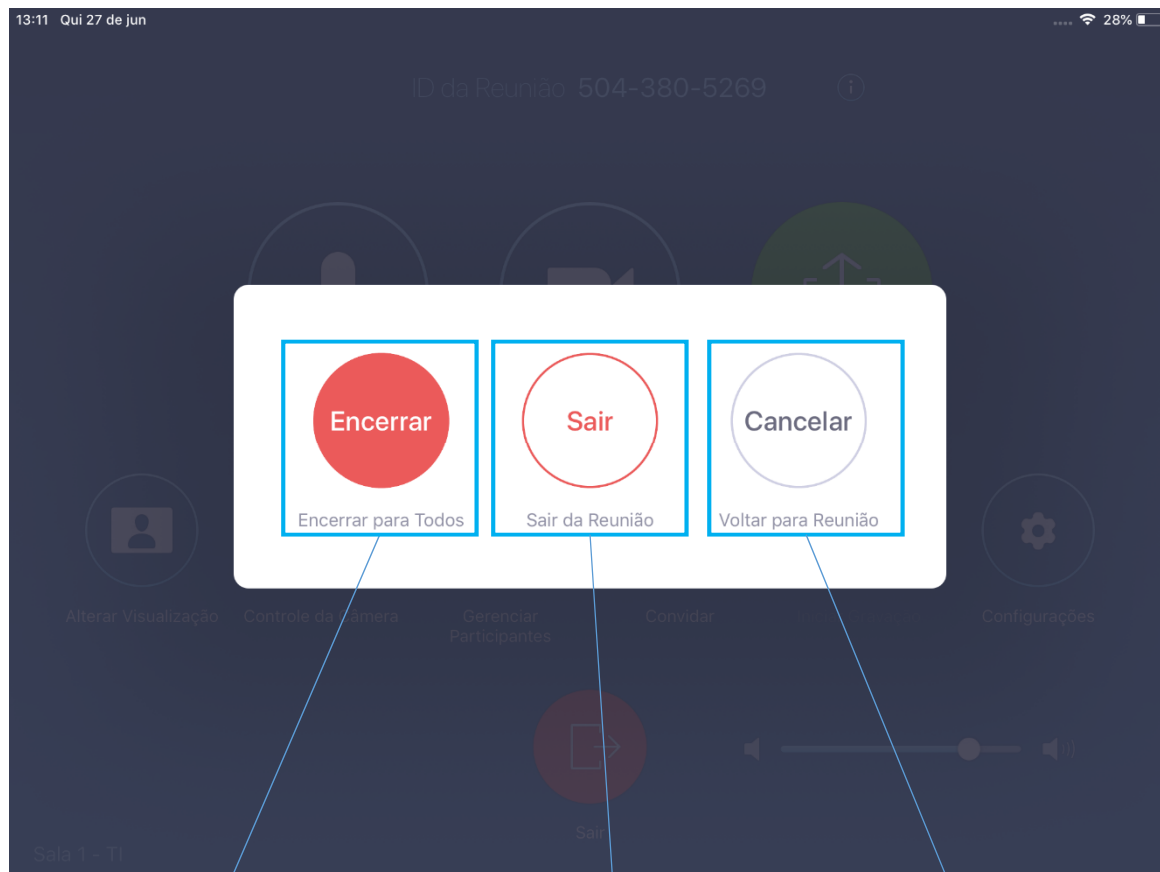 13:11 Qui 27 de jun
28%
ID da Reunião 504-380-5269
Encerrar
Sair
Cancelar
Encerrar para Todos
Sair da Reunião
Voltar para Reunião
Alterar Visualização
Controle da Câmera
Gerenciar
Participantes
Convidar
Configurações
Sair
Sala 1 – TI